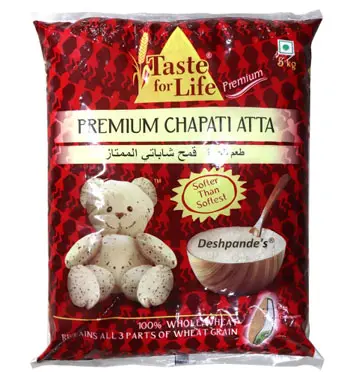 Taste
for Life
Premium
5 kg
PREMIUM CHAPATI ATTA
قمح شاباتي الممتاز
TM
Softer
Than
Softest
Deshpande's®
100% WHOLE WHEAT
RETAINS ALL 3 PARTS OF WHEAT GRAIN